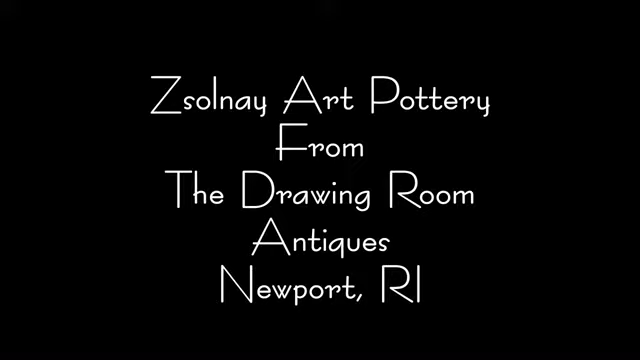 Zsolnay Art Pottery
From
The Drawing Room
Antiques
Newport, RI